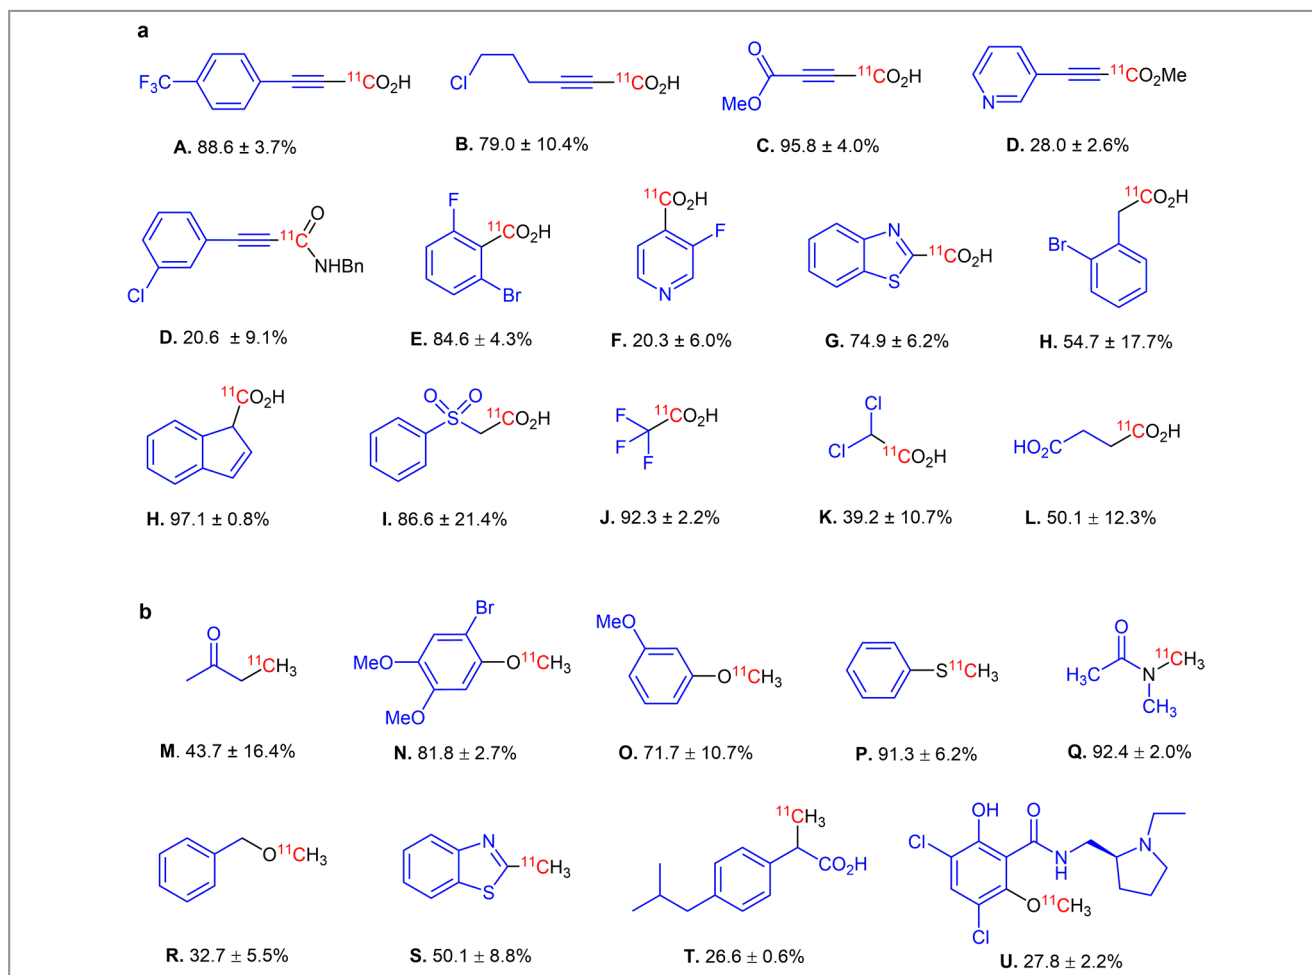 a
F3C 11CO2H
Cl 11CO2H
O MeO 11CO2H
N 11CO2Me
A. 88.6 ± 3.7%
B. 79.0 ± 10.4%
C. 95.8 ± 4.0%
D. 28.0 ± 2.6%
Cl 11C O NHBn
F 11CO2H Br
11CO2H F N
N S 11CO2H
11CO2H Br
D. 20.6 ± 9.1%
E. 84.6 ± 4.3%
F. 20.3 ± 6.0%
G. 74.9 ± 6.2%
H. 54.7 ± 17.7%
11CO2H
O O S 11CO2H
F F F 11CO2H
Cl Cl 11CO2H
HO2C 11CO2H
H. 97.1 ± 0.8%
I. 86.6 ± 21.4%
J. 92.3 ± 2.2%
K. 39.2 ± 10.7%
L. 50.1 ± 12.3%
b
O 11CH3
Br MeO MeO O11CH3
MeO O11CH3
S11CH3
O H3C N 11CH3 CH3
M. 43.7 ± 16.4%
N. 81.8 ± 2.7%
O. 71.7 ± 10.7%
P. 91.3 ± 6.2%
Q. 92.4 ± 2.0%
O11CH3
N S 11CH3
11CH3 CO2H
OH O Cl N H N O11CH3 Cl
R. 32.7 ± 5.5%
S. 50.1 ± 8.8%
T. 26.6 ± 0.6%
U. 27.8 ± 2.2%